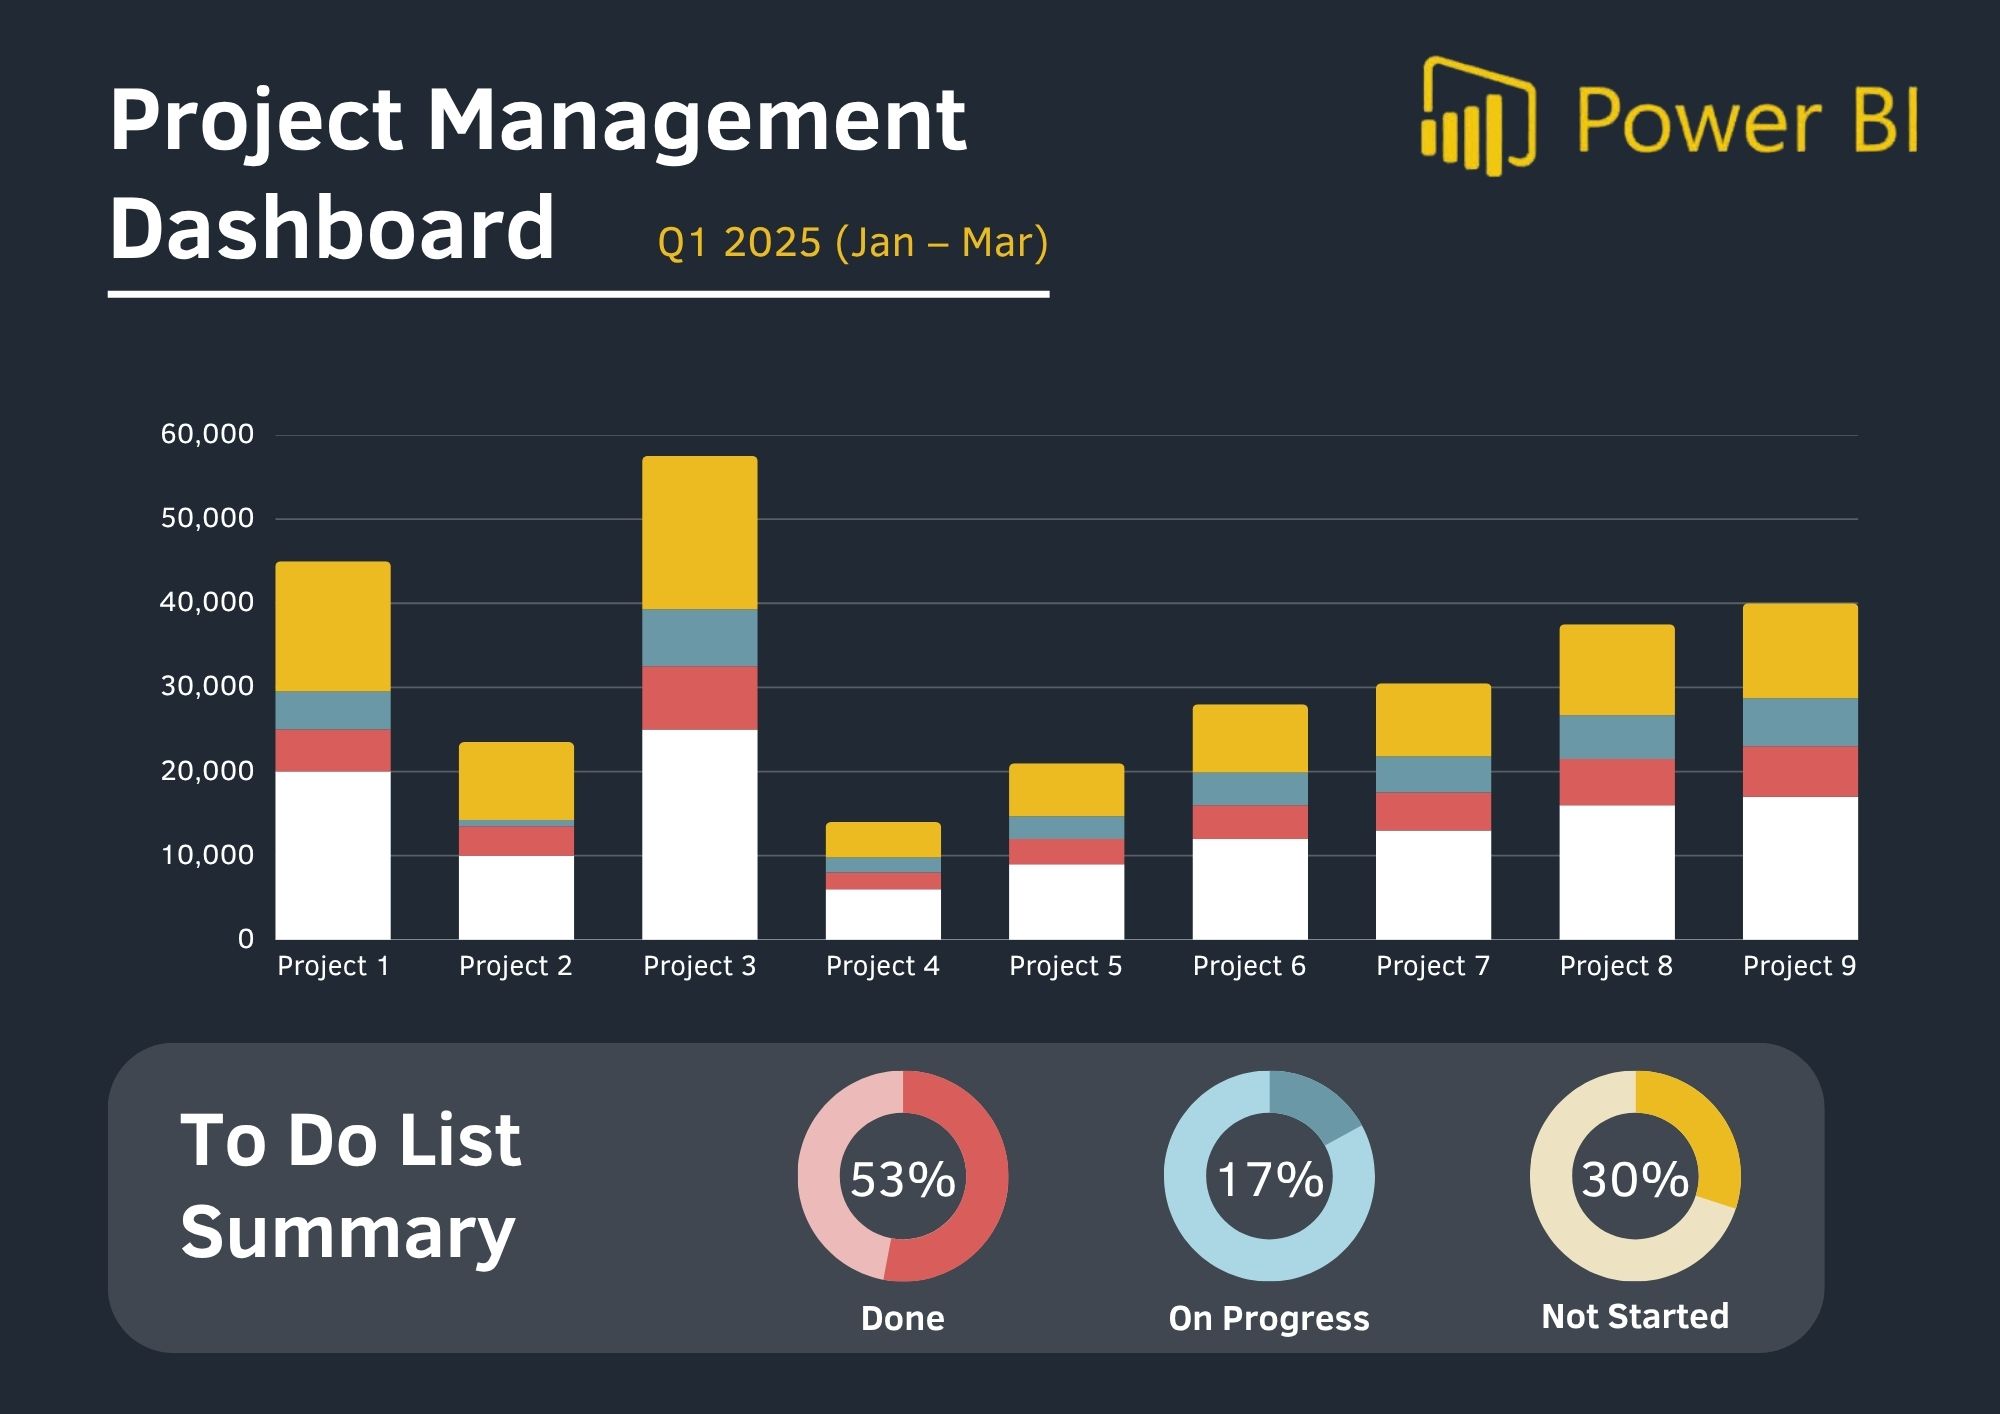 Project Management
Dashboard
Q1 2025 (Jan – Mar)
Power BI
60,000
50,000
40,000
30,000
20,000
10,000
0
Project 1
Project 2
Project 3
Project 4
Project 5
Project 6
Project 7
Project 8
Project 9
To Do List
Summary
53%
Done
17%
On Progress
30%
Not Started